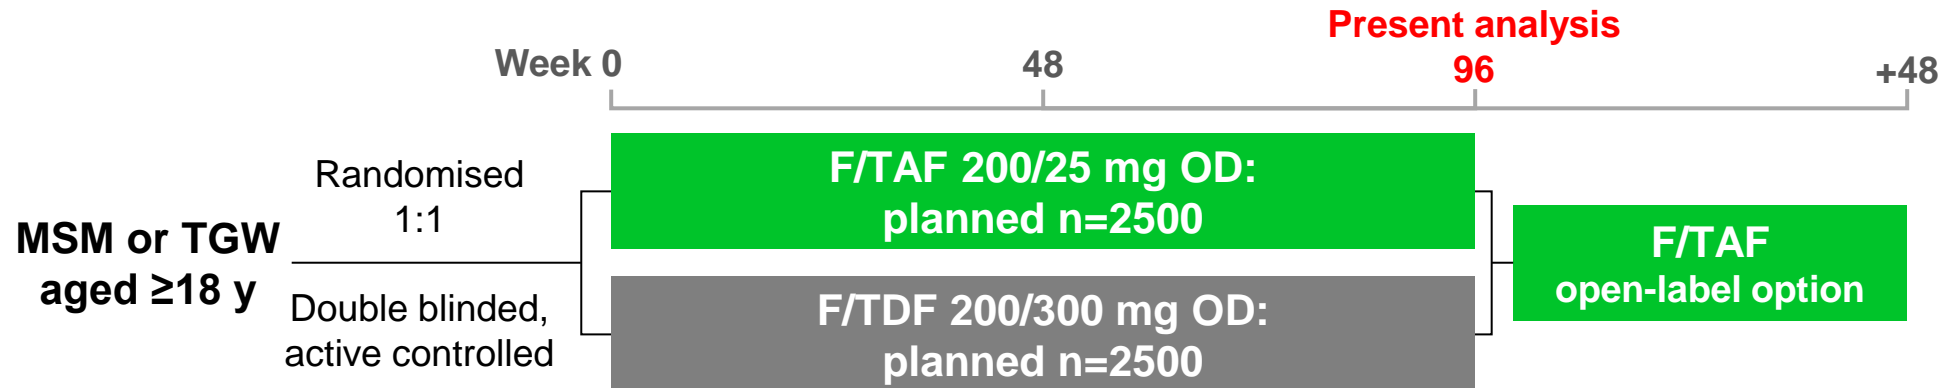 Present analysis
Week 0
48
96
+48
MSM or TGW
aged ≥18 y
Randomised
1:1
Double blinded,
active controlled
F/TAF 200/25 mg OD:
planned n=2500
F/TDF 200/300 mg OD:
planned n=2500
F/TAF
open-label option